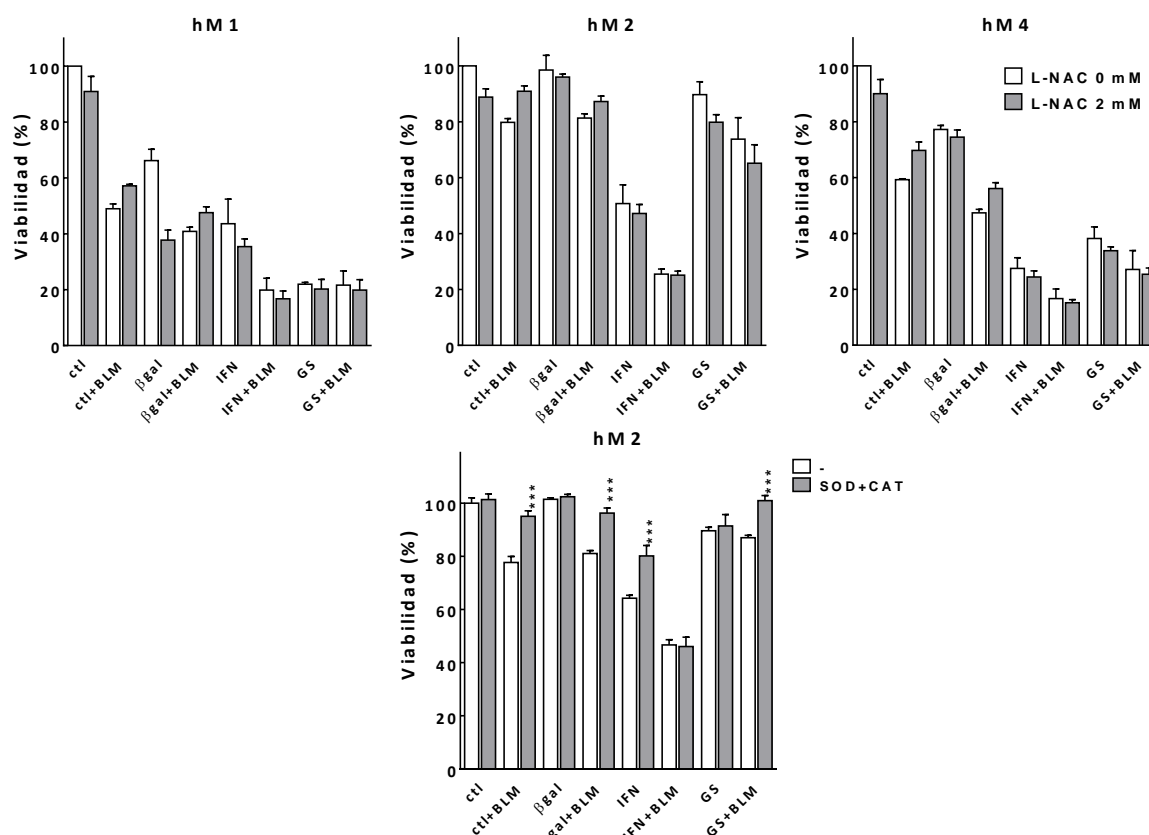 hM1
Viabilidad (%)
100
80
60
40
20
0
ctl
ctl+BLM
βgal
βgal+BLM
IFN
IFN+BLM
GS
GS+BLM
hM2
Viabilidad (%)
100
80
60
40
20
0
ctl
ctl+BLM
βgal
βgal+BLM
IFN
IFN+BLM
GS
GS+BLM
hM4
L-NAC 0 mM
L-NAC 2 mM
Viabilidad (%)
100
80
60
40
20
0
ctl
ctl+BLM
βgal
βgal+BLM
IFN
IFN+BLM
GS
GS+BLM
hM2
-
SOD+CAT
Viabilidad (%)
100
80
60
40
20
0
***
***
***
***
ctl
ctl+BLM
βgal
gal+BLM
IFN
FN+BLM
GS
GS+BLM